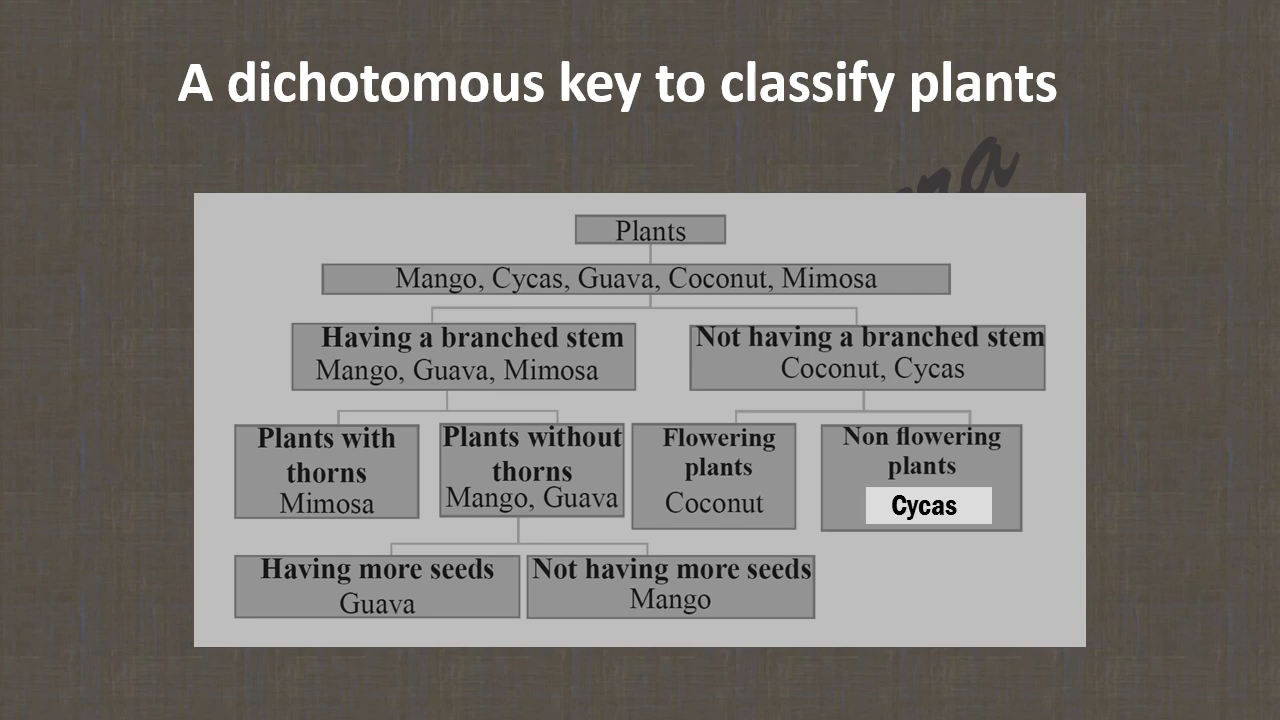 A dichotomous key to classify plants
Plants
Mango, Cycas, Guava, Coconut, Mimosa
Having a branched stem
Mango, Guava, Mimosa
Not having a branched stem
Coconut, Cycas
Plants with
thorns
Mimosa
Plants without
thorns
Mango, Guava
Flowering
plants
Coconut
Non flowering
plants
Cycas
Having more seeds
Guava
Not having more seeds
Mango